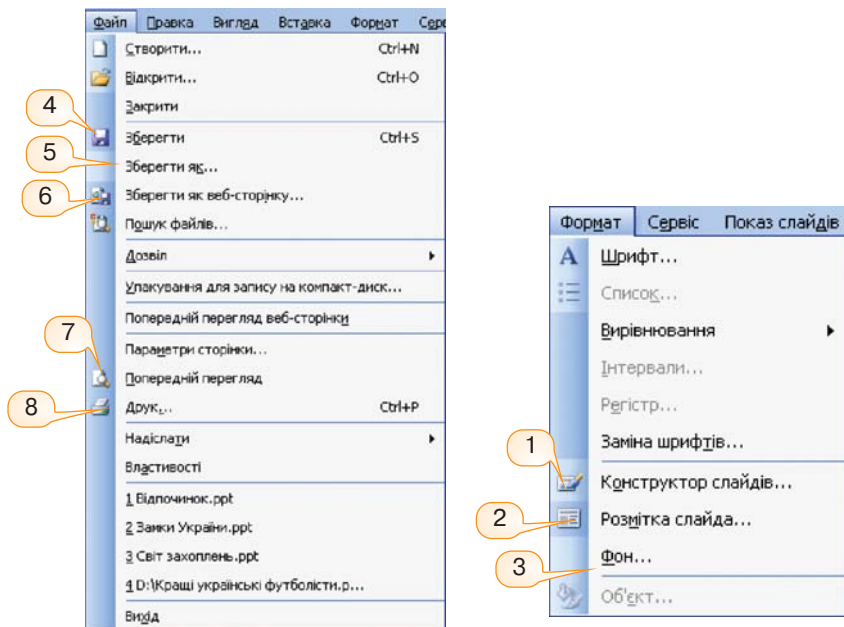 Файл Правка Вигляд Вставка Формат Серв
Створити... Ctrl+N
Відкрити... Ctrl+O
Закрити
4
Зберегти Ctrl+S
5
Зберегти як...
6
Зберегти як веб-сторінку...
Пошук файлів...
Дозвіл
Упакування для запису на компакт-диск...
Попередній перегляд веб-сторінки
Параметри сторінки...
7
Попередній перегляд
8
Друк... Ctrl+P
Надіслати
Властивості
1 Відпочинок.ppt
2 Замки України.ppt
3 Світ захоплень.ppt
4 D:\Кращі українські футболісти.p...
Вихід
Формат Сервіс Показ слайдів
Шрифт...
Список...
Вирівнювання
Інтервали...
Регістр...
Заміна шрифтів...
1
Конструктор слайдів...
2
Розмітка слайда...
3
Фон...
Об'єкт...